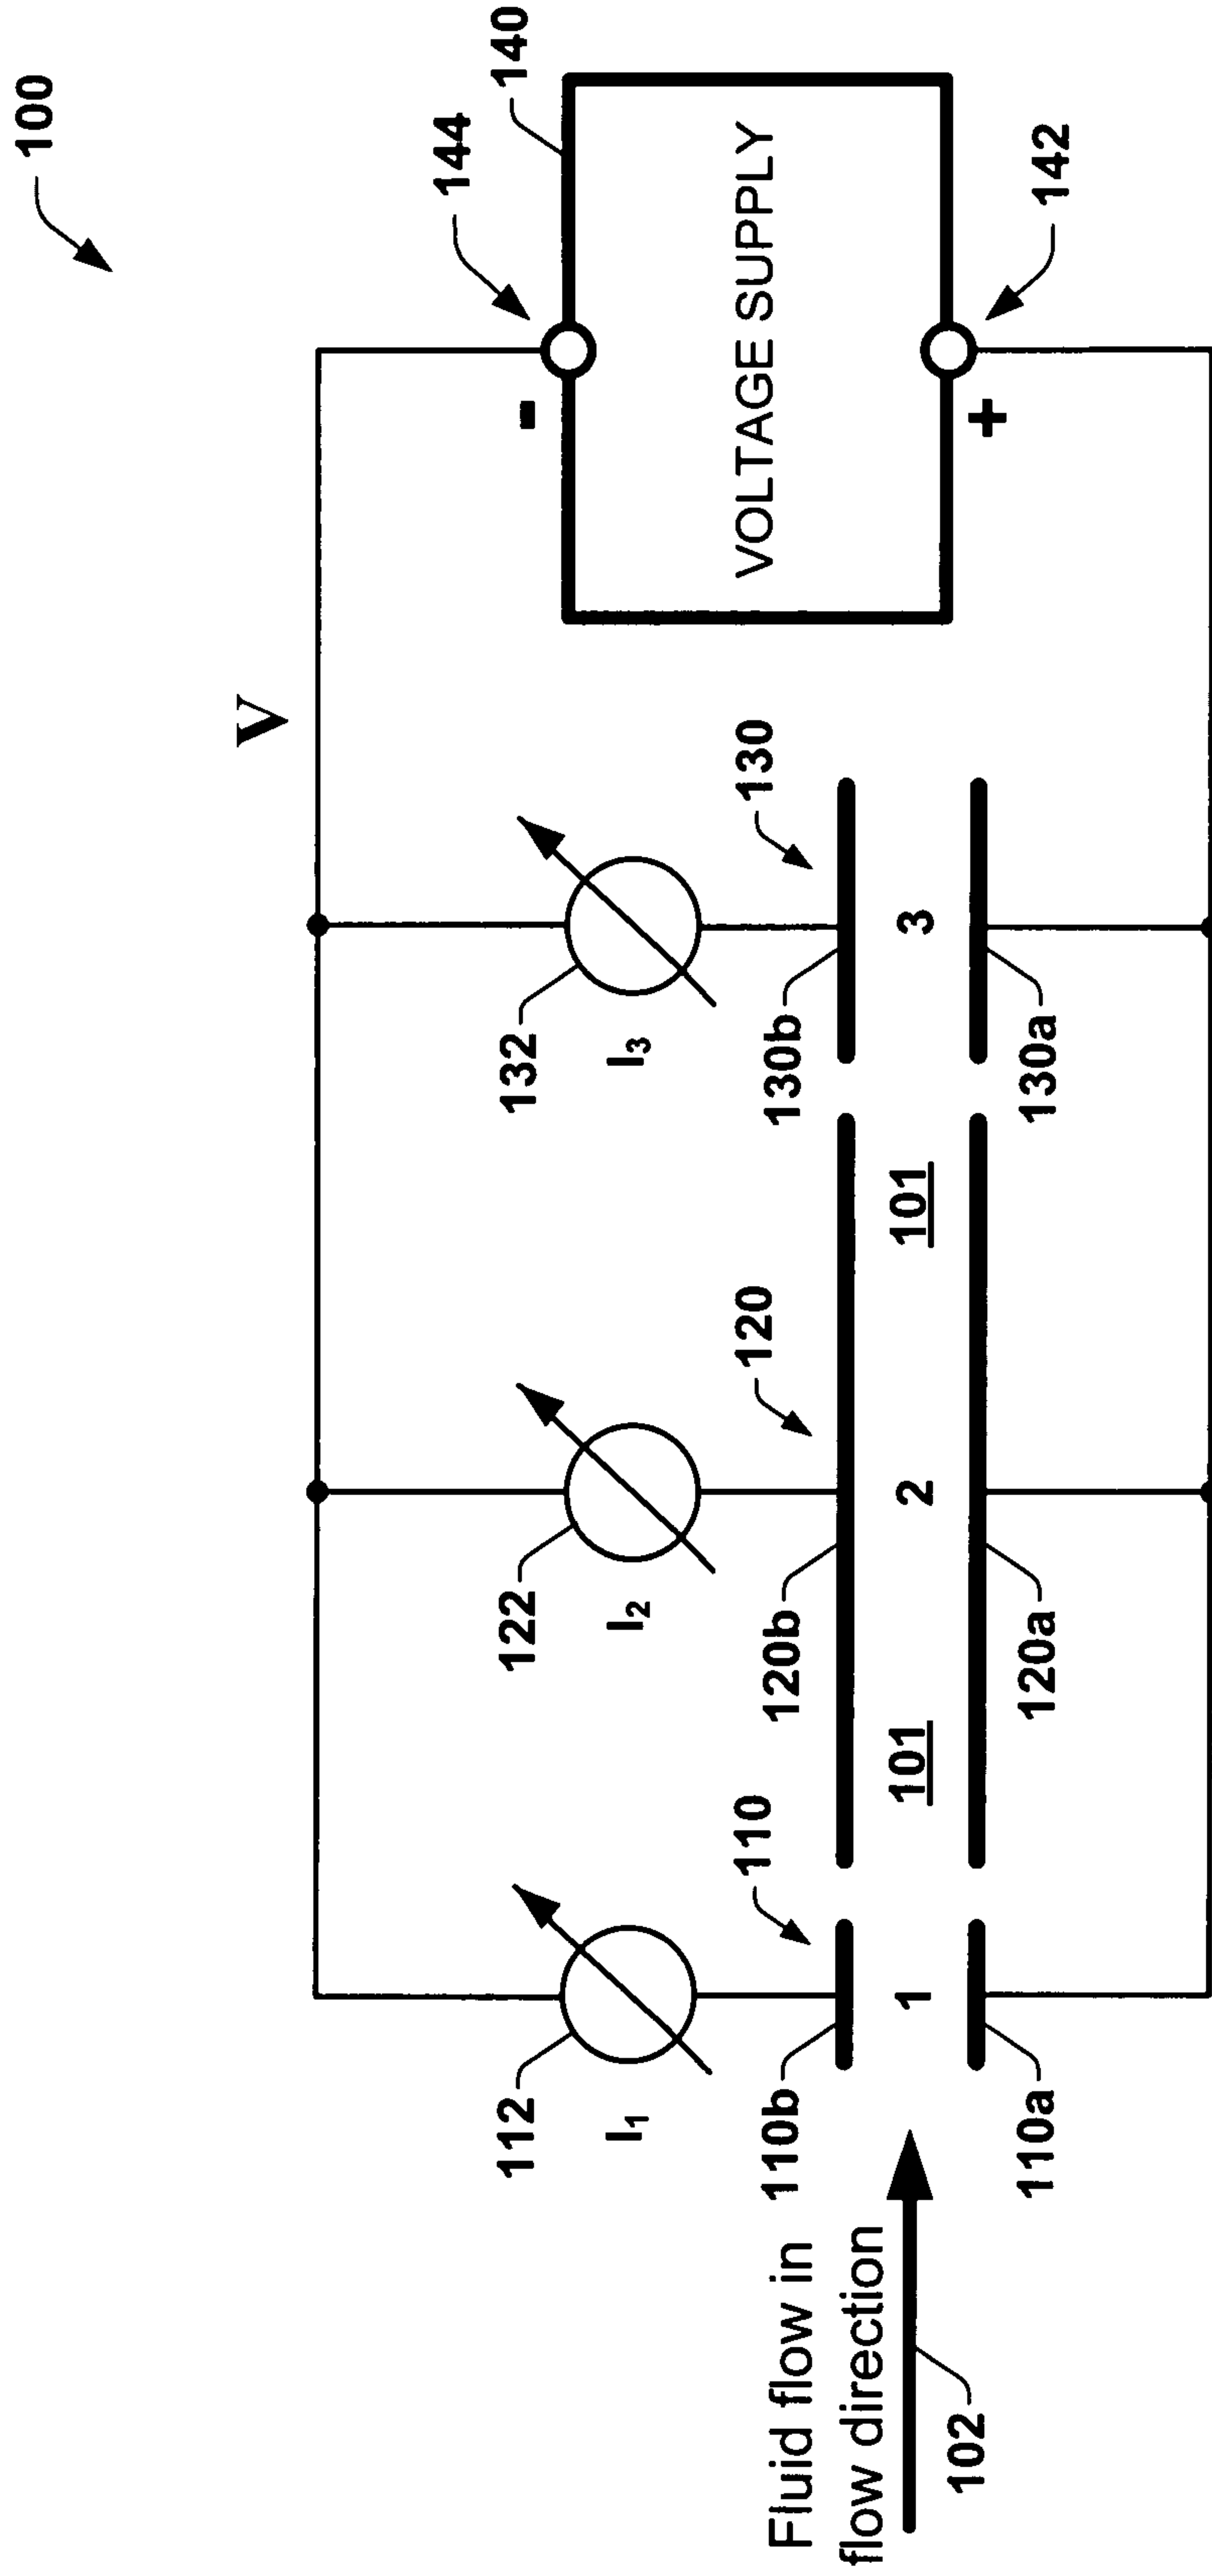 100
V
144
140
-
VOLTAGE SUPPLY
+
142
112
I₁
122
I₂
132
I₃
110
120
130
110b
120b
130b
1
101
2
101
3
110a
120a
130a
Fluid flow in
flow direction
102